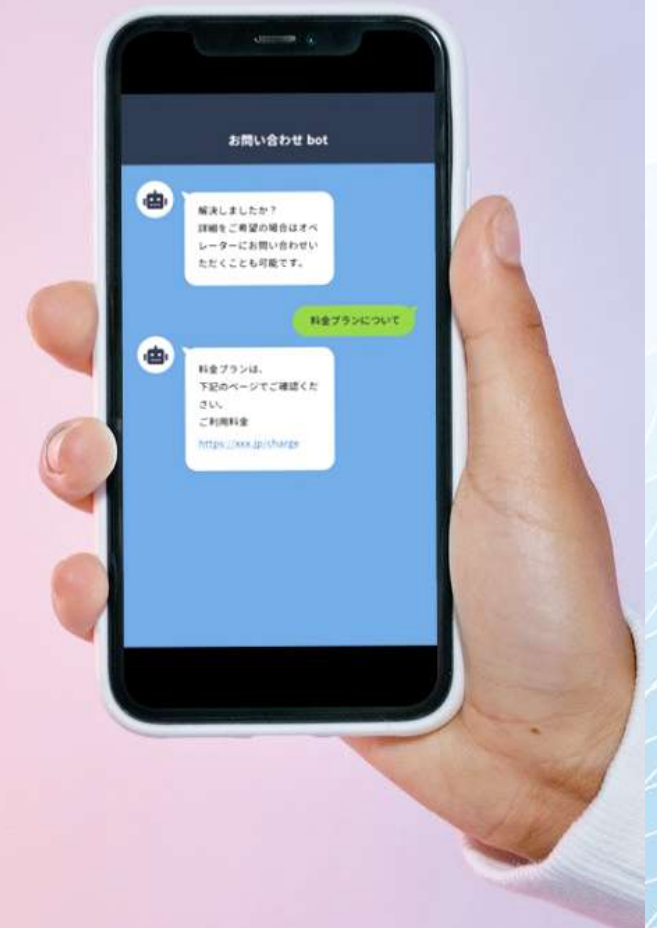 お問い合わせ bot
解決しましたか？
詳細をご希望の場合はオペ
レーターにお問い合わせい
ただくことも可能です。
料金プランについて
料金プランは、
下記のページでご確認くだ
さい。
ご利用料金
https://xxx.jp/charge